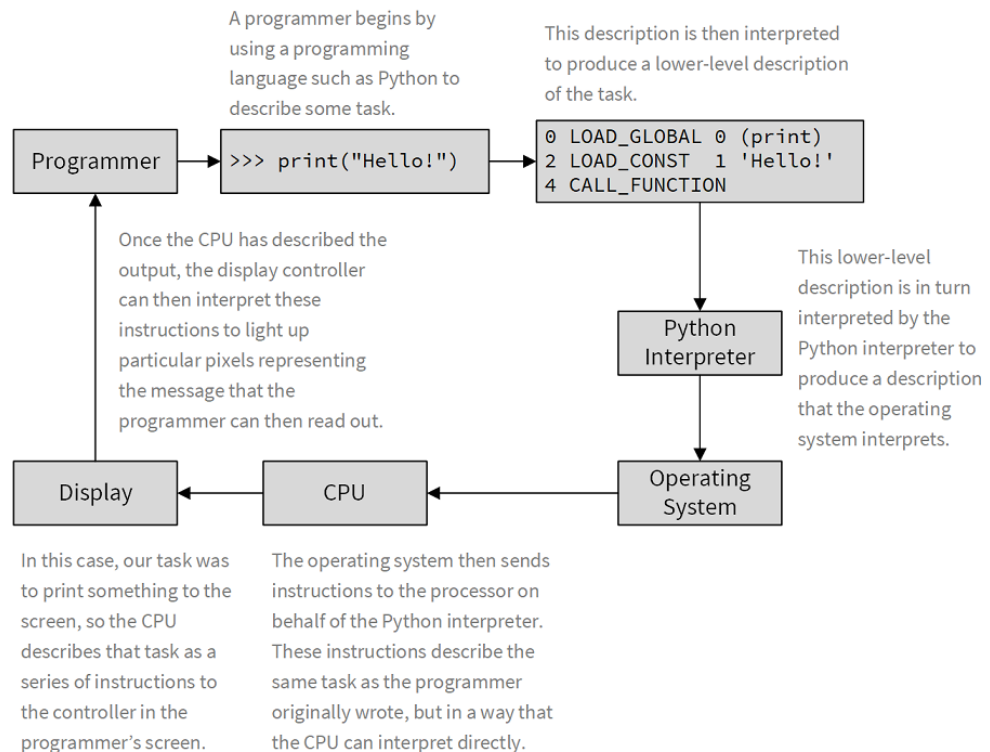 A programmer begins by
using a programming
language such as Python to
describe some task.
This description is then interpreted
to produce a lower-level description
of the task.
Programmer
>>> print("Hello!")
0 LOAD_GLOBAL 0 (print)
2 LOAD_CONST  1 'Hello!'
4 CALL_FUNCTION
Once the CPU has described the
output, the display controller
can then interpret these
instructions to light up
particular pixels representing
the message that the
programmer can then read out.
This lower-level
description is in turn
interpreted by the
Python interpreter to
produce a description
that the operating
system interprets.
Python
Interpreter
Display
CPU
Operating
System
In this case, our task was
to print something to the
screen, so the CPU
describes that task as a
series of instructions to
the controller in the
programmer’s screen.
The operating system then sends
instructions to the processor on
behalf of the Python interpreter.
These instructions describe the
same task as the programmer
originally wrote, but in a way that
the CPU can interpret directly.